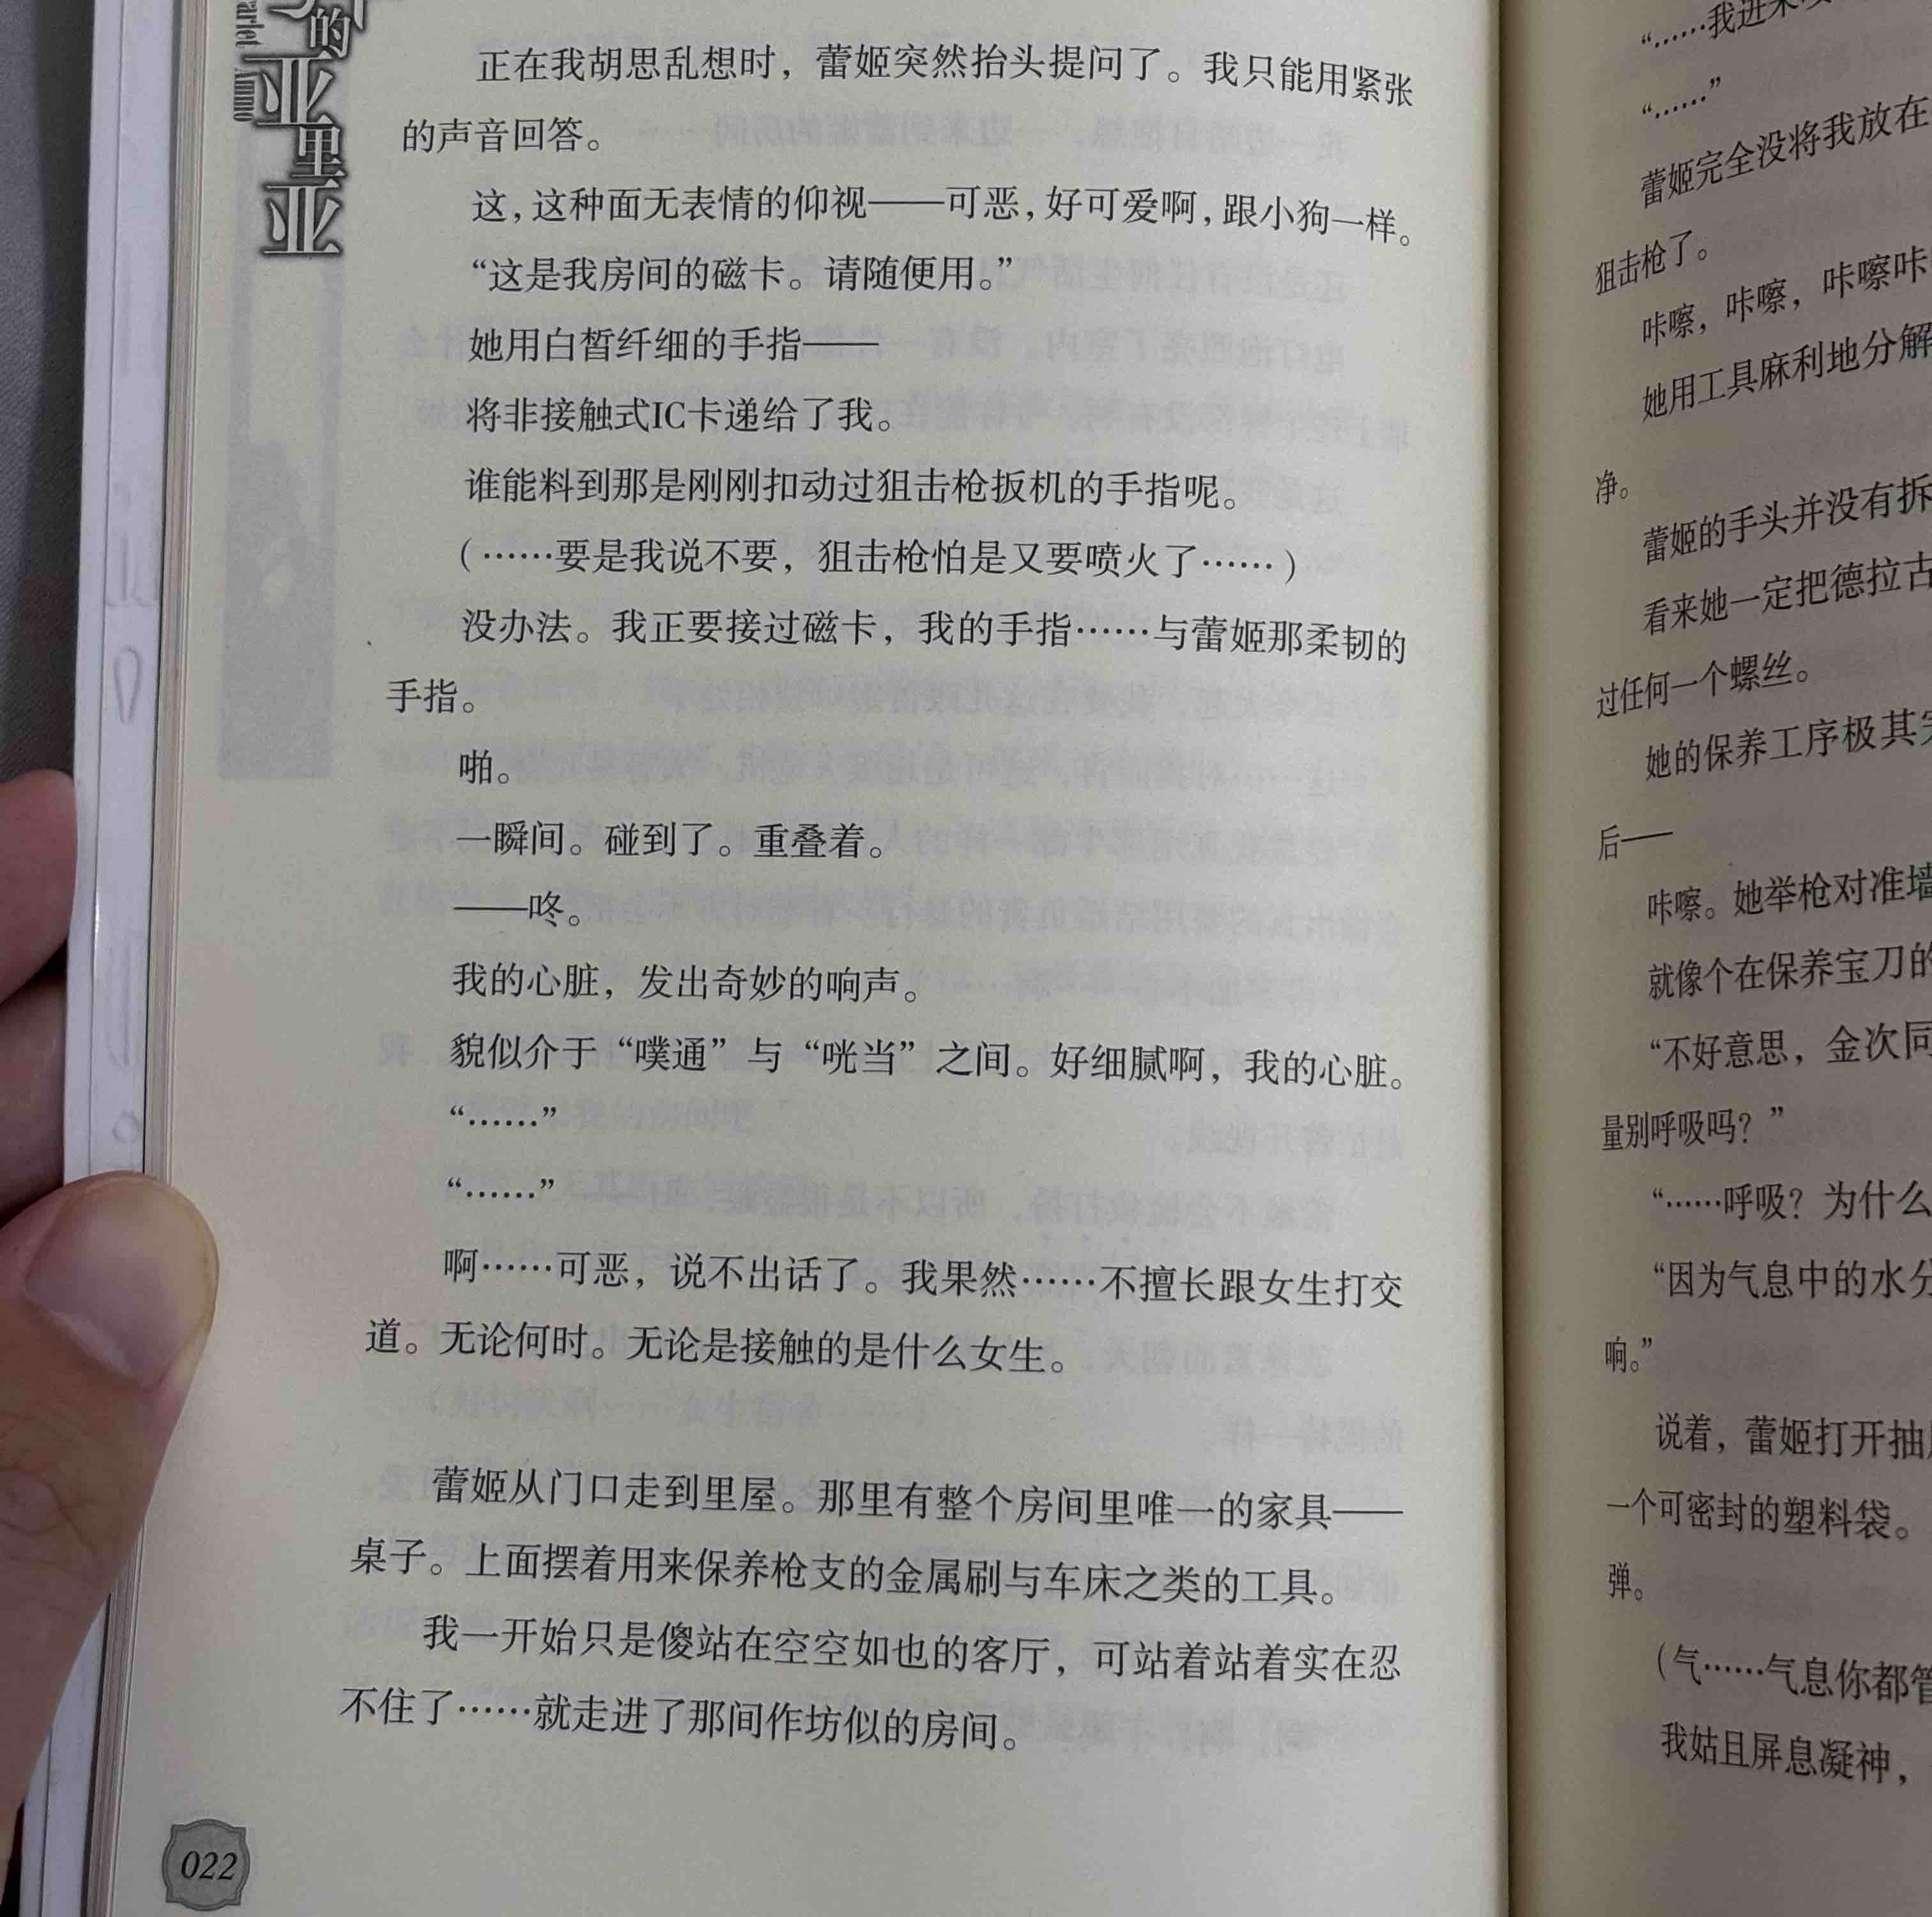 的
亚
里
亚
正在我胡思乱想时，蕾姬突然抬头提问了。我只能用紧张
的声音回答。
这，这种面无表情的仰视——可恶，好可爱啊，跟小狗一样。
“这是我房间的磁卡。请随便用。”
她用白皙纤细的手指——
将非接触式IC卡递给了我。
谁能料到那是刚刚扣动过狙击枪扳机的手指呢。
（……要是我说不要，狙击枪怕是又要喷火了……）
没办法。我正要接过磁卡，我的手指……与蕾姬那柔韧的
手指。
啪。
一瞬间。碰到了。重叠着。
——咚。
我的心脏，发出奇妙的响声。
貌似介于“噗通”与“咣当”之间。好细腻啊，我的心脏。
“……”
“……”
啊……可恶，说不出话了。我果然……不擅长跟女生打交
道。无论何时。无论是接触的是什么女生。
蕾姬从门口走到里屋。那里有整个房间里唯一的家具——
桌子。上面摆着用来保养枪支的金属刷与车床之类的工具。
我一开始只是傻站在空空如也的客厅，可站着站着实在忍
不住了……就走进了那间作坊似的房间。
022
“……我进来
“……”
蕾姬完全没将我放在
狙击枪了。
咔嚓，咔嚓，咔嚓咔
她用工具麻利地分解
净。
蕾姬的手头并没有拆
看来她一定把德拉古
过任何一个螺丝。
她的保养工序极其
后——
咔嚓。她举枪对准墙
就像个在保养宝刀的
“不好意思，金次同
量别呼吸吗？”
“……呼吸？为什么
“因为气息中的水分
响。”
说着，蕾姬打开抽
一个可密封的塑料袋。
弹。
（气……气息你都管
我姑且屏息凝神，